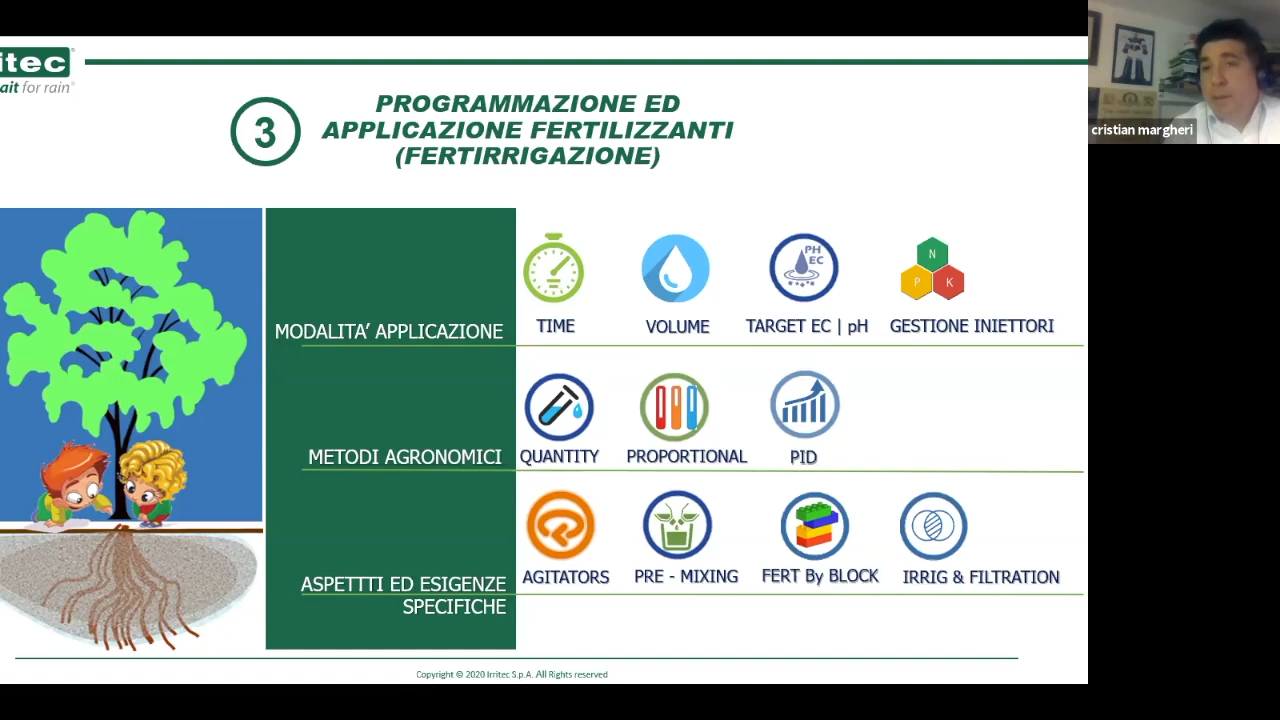 itec
ait for rain®
cristian margheri
3
PROGRAMMAZIONE ED
APPLICAZIONE FERTILIZZANTI
(FERTIRRIGAZIONE)
PH
EC
N
P K
MODALITA’ APPLICAZIONE
TIME
VOLUME
TARGET EC | pH
GESTIONE INIETTORI
METODI AGRONOMICI
QUANTITY
PROPORTIONAL
PID
ASPETTTI ED ESIGENZE
SPECIFICHE
AGITATORS
PRE - MIXING
FERT By BLOCK
IRRIG & FILTRATION
Copyright © 2020 Irritec S.p.A. All Rights reserved